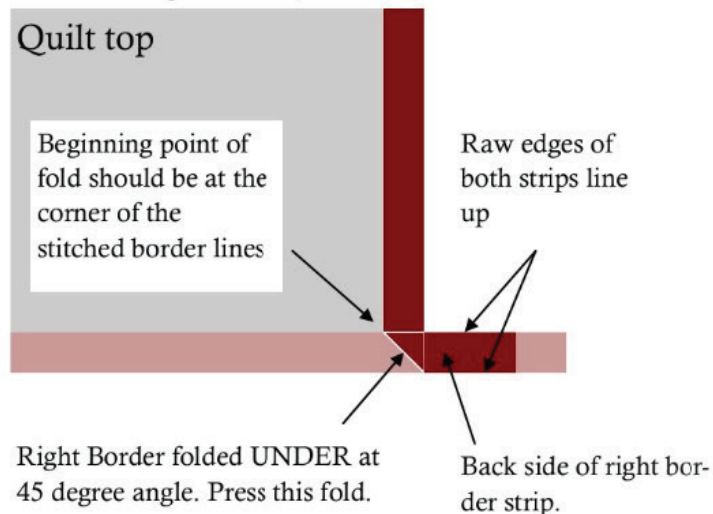 Quilt top
Beginning point of
fold should be at the
corner of the
stitched border lines
Raw edges of
both strips line
up
Right Border folded UNDER at
45 degree angle. Press this fold.
Back side of right bor-
der strip.